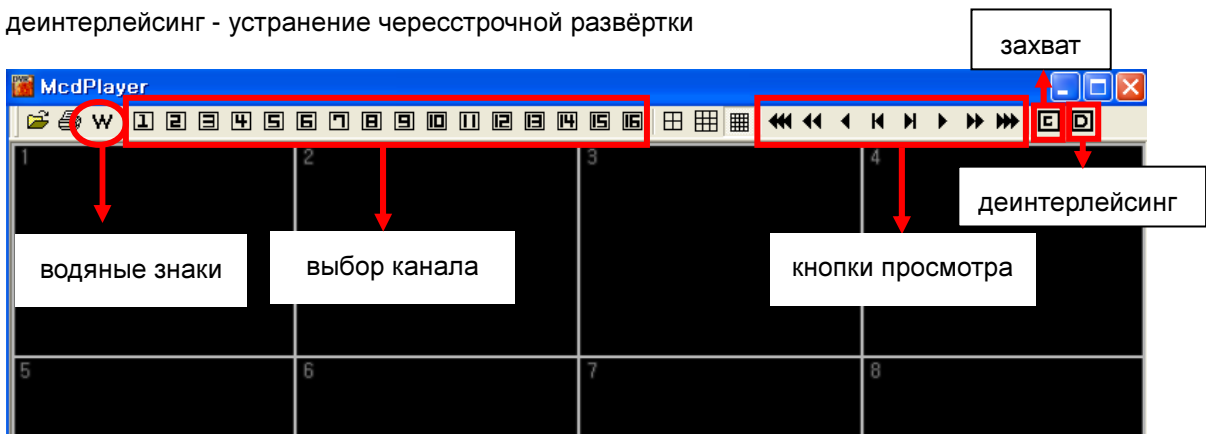 деинтерлейсинг - устранение чересстрочной развёртки
захват
McdPlayer
W 1 2 3 4 5 6 7 8 9 10 11 12 13 14 15 16 C D
1 2 3 4
деинтерлейсинг
водяные знаки выбор канала кнопки просмотра
5 6 7 8